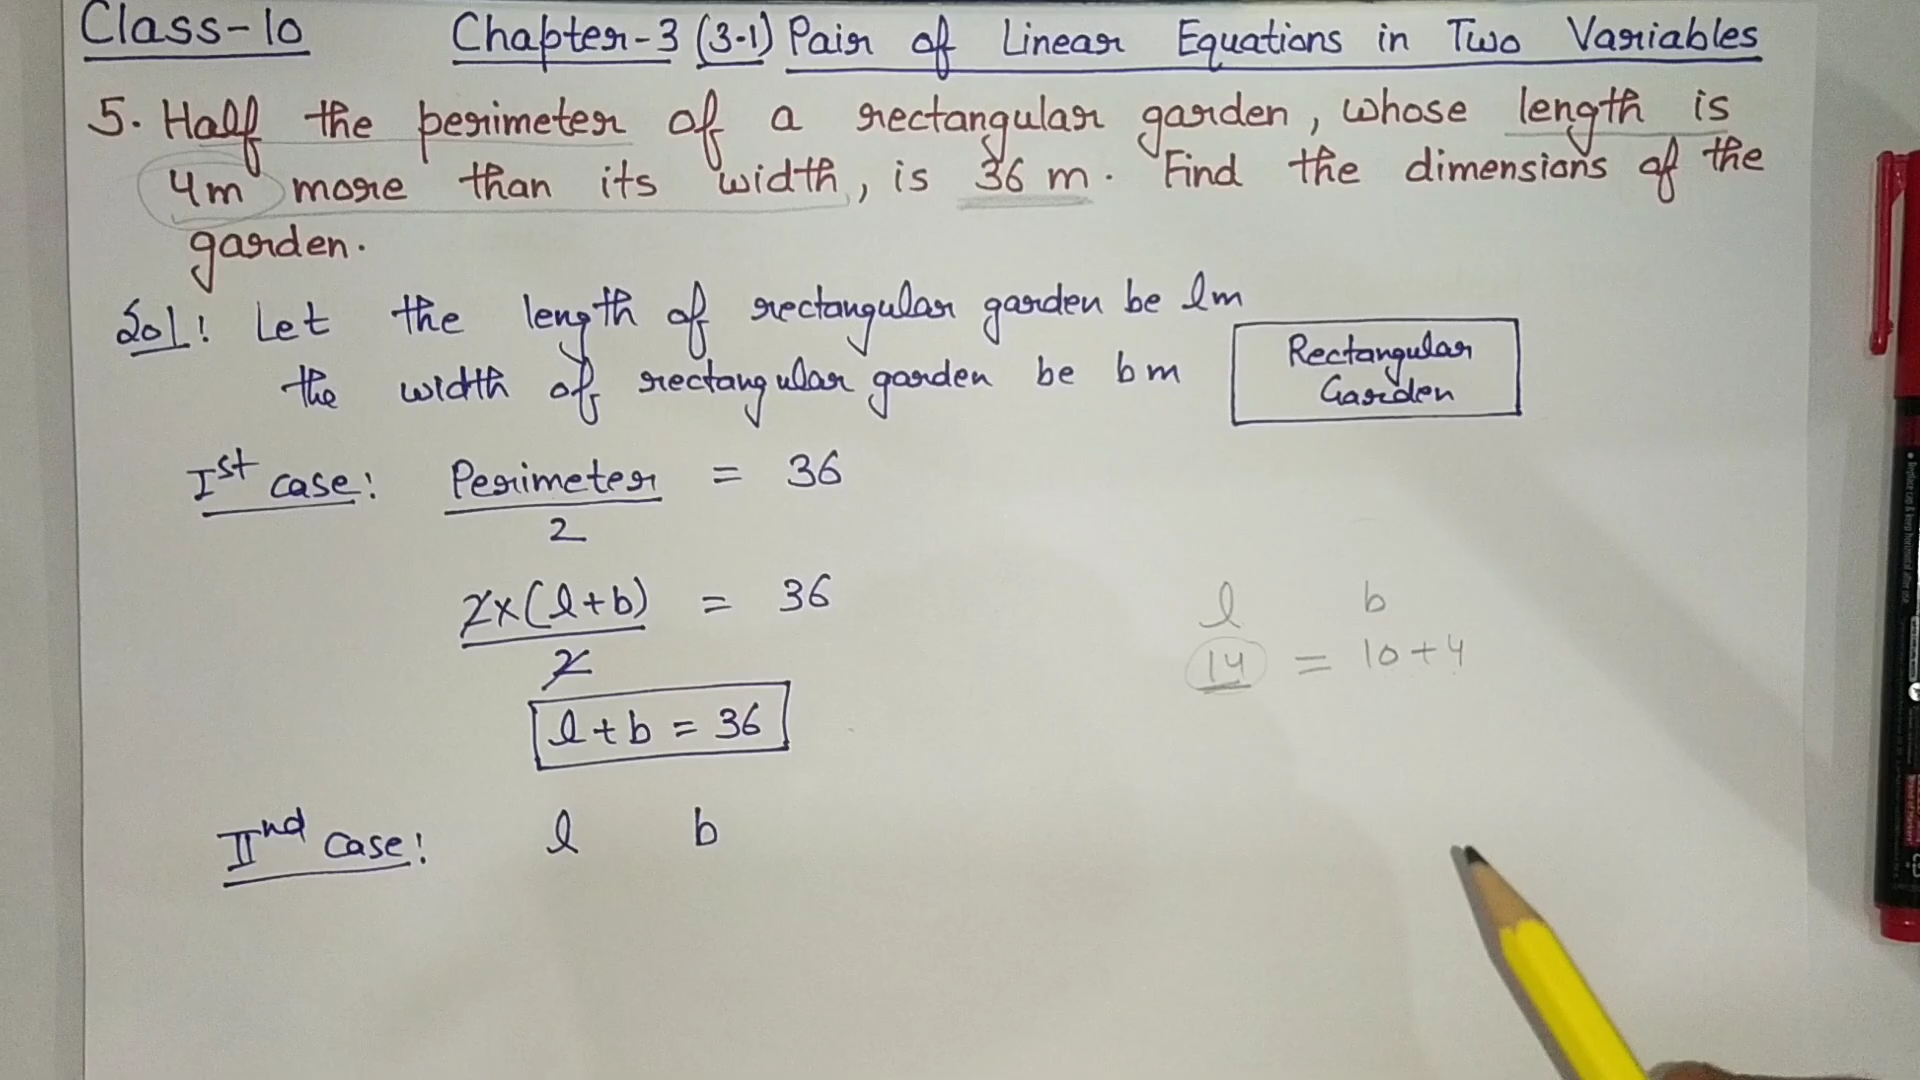 Class-10 Chapter-3 (3.1) Pair of Linear Equations in Two Variables
5. Half the perimeter of a rectangular garden, whose length is
4m more than its width, is 36 m. Find the dimensions of the
garden.
Sol: Let the length of rectangular garden be lm
the width of rectangular garden be bm
Rectangular
Garden
Ist case: Perimeter = 36
2
2x(l+b) = 36
2
l b
14 = 10+4
l+b = 36
IInd case: l b